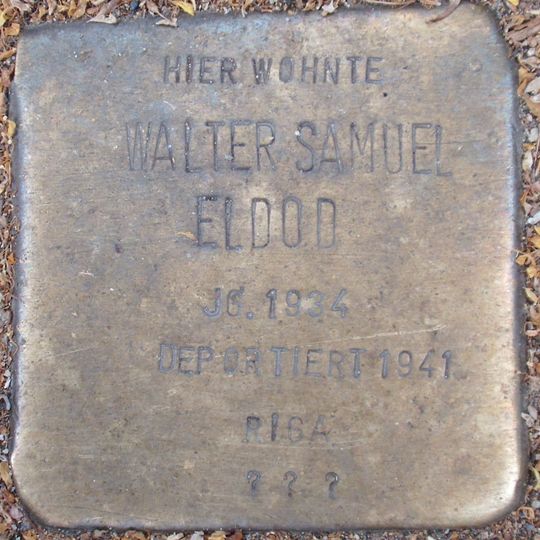 HIER WOHNTE
WALTER SAMUEL
ELDOD
JG. 1934
DEPORTIERT 1941
RIGA
? ? ?